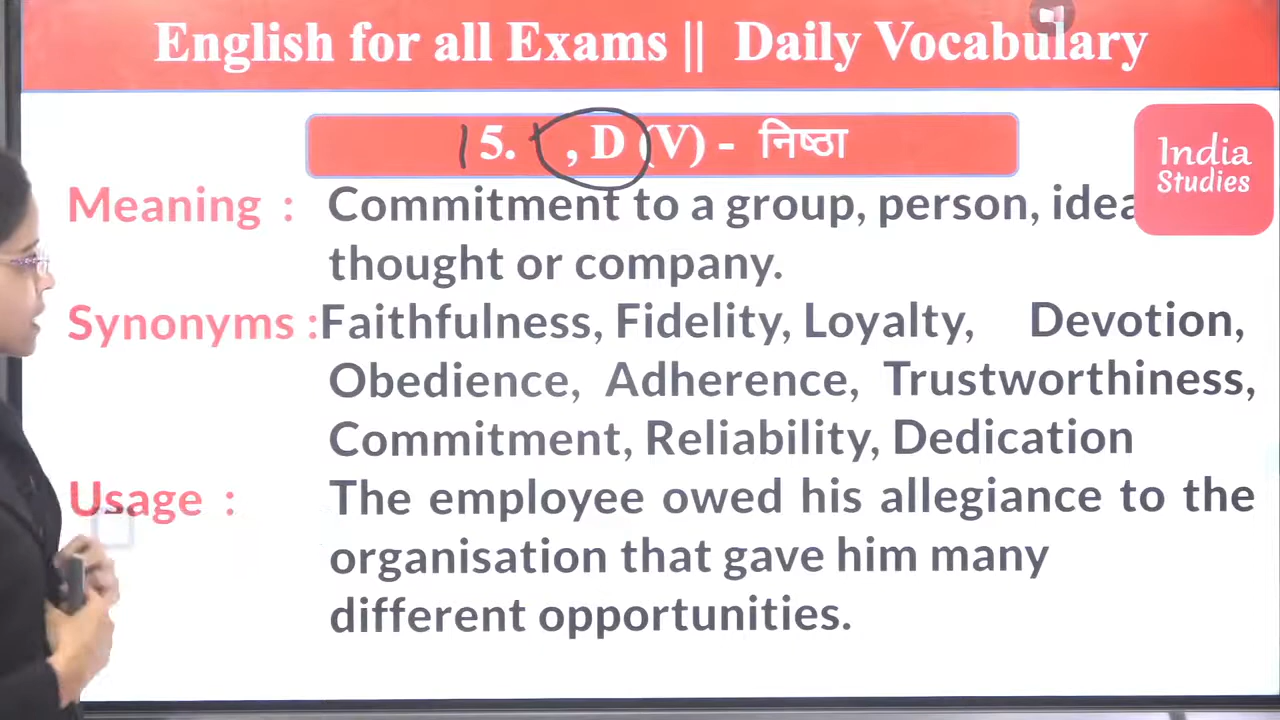 English for all Exams || Daily Vocabulary
15. , D (V) - निष्ठा
India
Studies
Meaning : Commitment to a group, person, idea
thought or company.
Synonyms : Faithfulness, Fidelity, Loyalty, Devotion,
Obedience, Adherence, Trustworthiness,
Commitment, Reliability, Dedication
Usage : The employee owed his allegiance to the
organisation that gave him many
different opportunities.